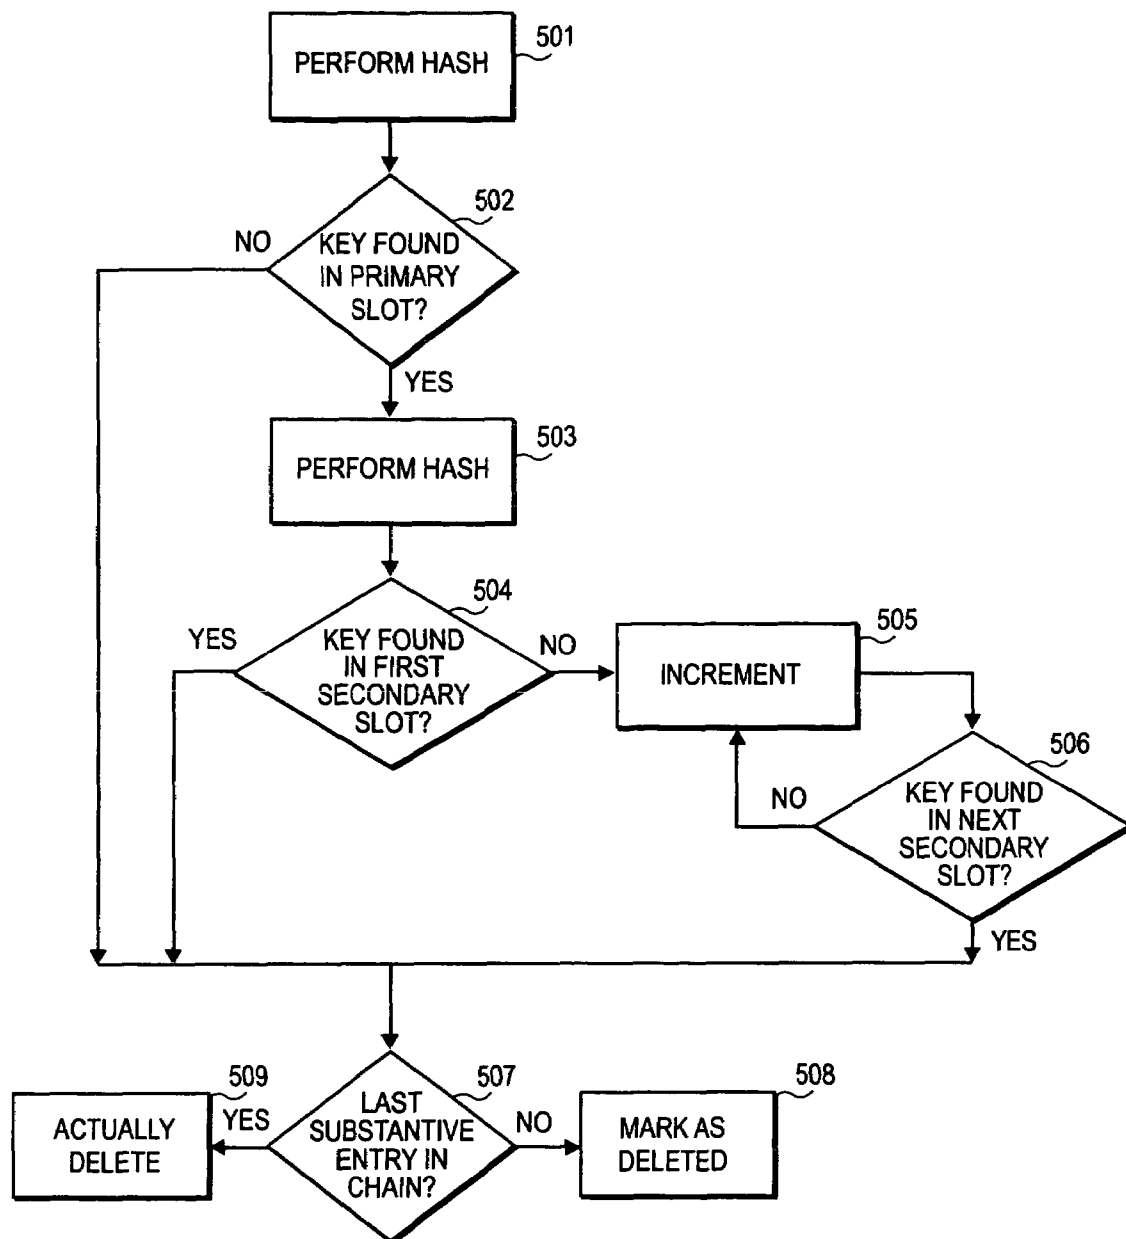 501
PERFORM HASH
502
NO
KEY FOUND
IN PRIMARY
SLOT?
YES
503
PERFORM HASH
504
YES
KEY FOUND
IN FIRST
SECONDARY
SLOT?
NO
505
INCREMENT
506
NO
KEY FOUND
IN NEXT
SECONDARY
SLOT?
YES
509
ACTUALLY
DELETE
YES
507
LAST
SUBSTANTIVE
ENTRY IN
CHAIN?
NO
508
MARK AS
DELETED